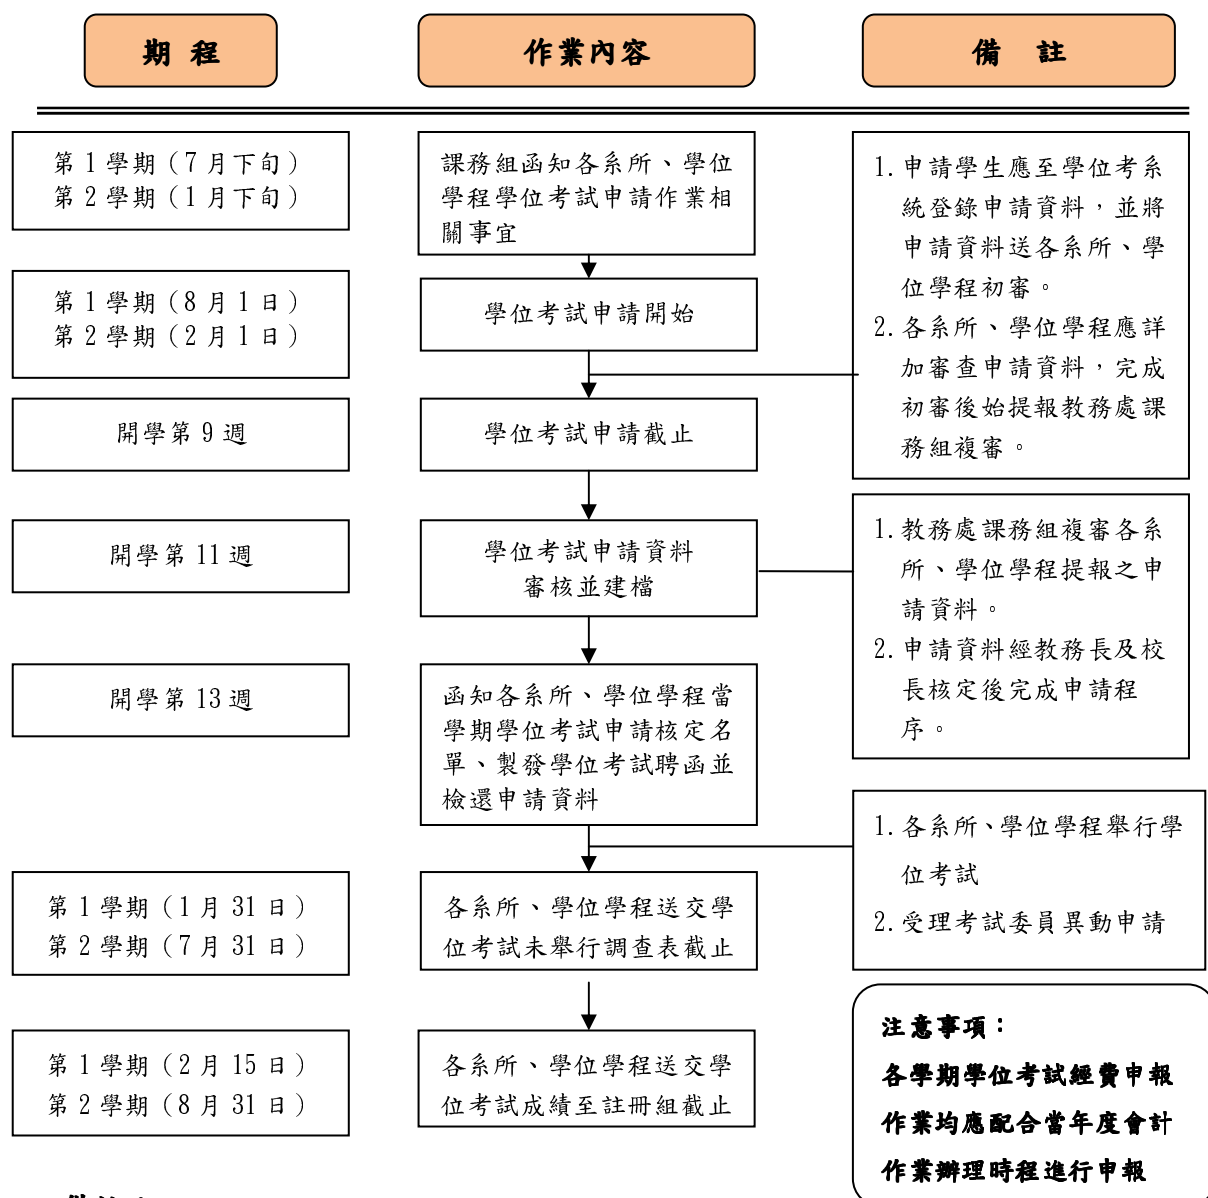 期 程
作業內容
備 註
第 1 學期（7 月下旬）
第 2 學期（1 月下旬）
課務組函知各系所、學位
學程學位考試申請作業相
關事宜
1. 申請學生應至學位考系
統登錄申請資料，並將
申請資料送各系所、學
位學程初審。
2. 各系所、學位學程應詳
加審查申請資料，完成
初審後始提報教務處課
務組複審。
第 1 學期（8 月 1 日）
第 2 學期（2 月 1 日）
學位考試申請開始
開學第 9 週
學位考試申請截止
開學第 11 週
學位考試申請資料
審核並建檔
1. 教務處課務組複審各系
所、學位學程提報之申
請資料。
2. 申請資料經教務長及校
長核定後完成申請程
序。
開學第 13 週
函知各系所、學位學程當
學期學位考試申請核定名
單、製發學位考試聘函並
檢還申請資料
1. 各系所、學位學程舉行學
位考試
2. 受理考試委員異動申請
第 1 學期（1 月 31 日）
第 2 學期（7 月 31 日）
各系所、學位學程送交學
位考試未舉行調查表截止
第 1 學期（2 月 15 日）
第 2 學期（8 月 31 日）
各系所、學位學程送交學
位考試成績至註冊組截止
注意事項：
各學期學位考試經費申報
作業均應配合當年度會計
作業辦理時程進行申報